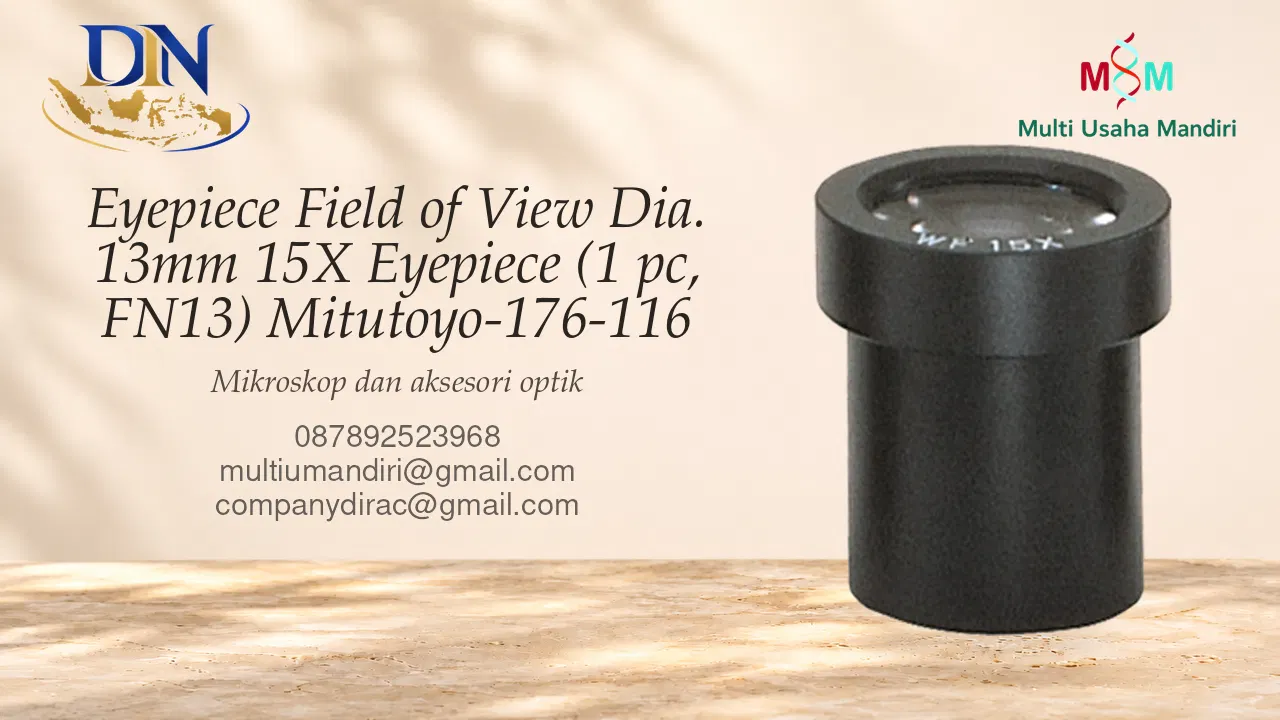 DIN
M M
Multi Usaha Mandiri
Eyepiece Field of View Dia.
13mm 15X Eyepiece (1 pc,
FN13) Mitutoyo-176-116
Mikroskop dan aksesori optik
087892523968
multiumandiri@gmail.com
companydirac@gmail.com
WF 15X